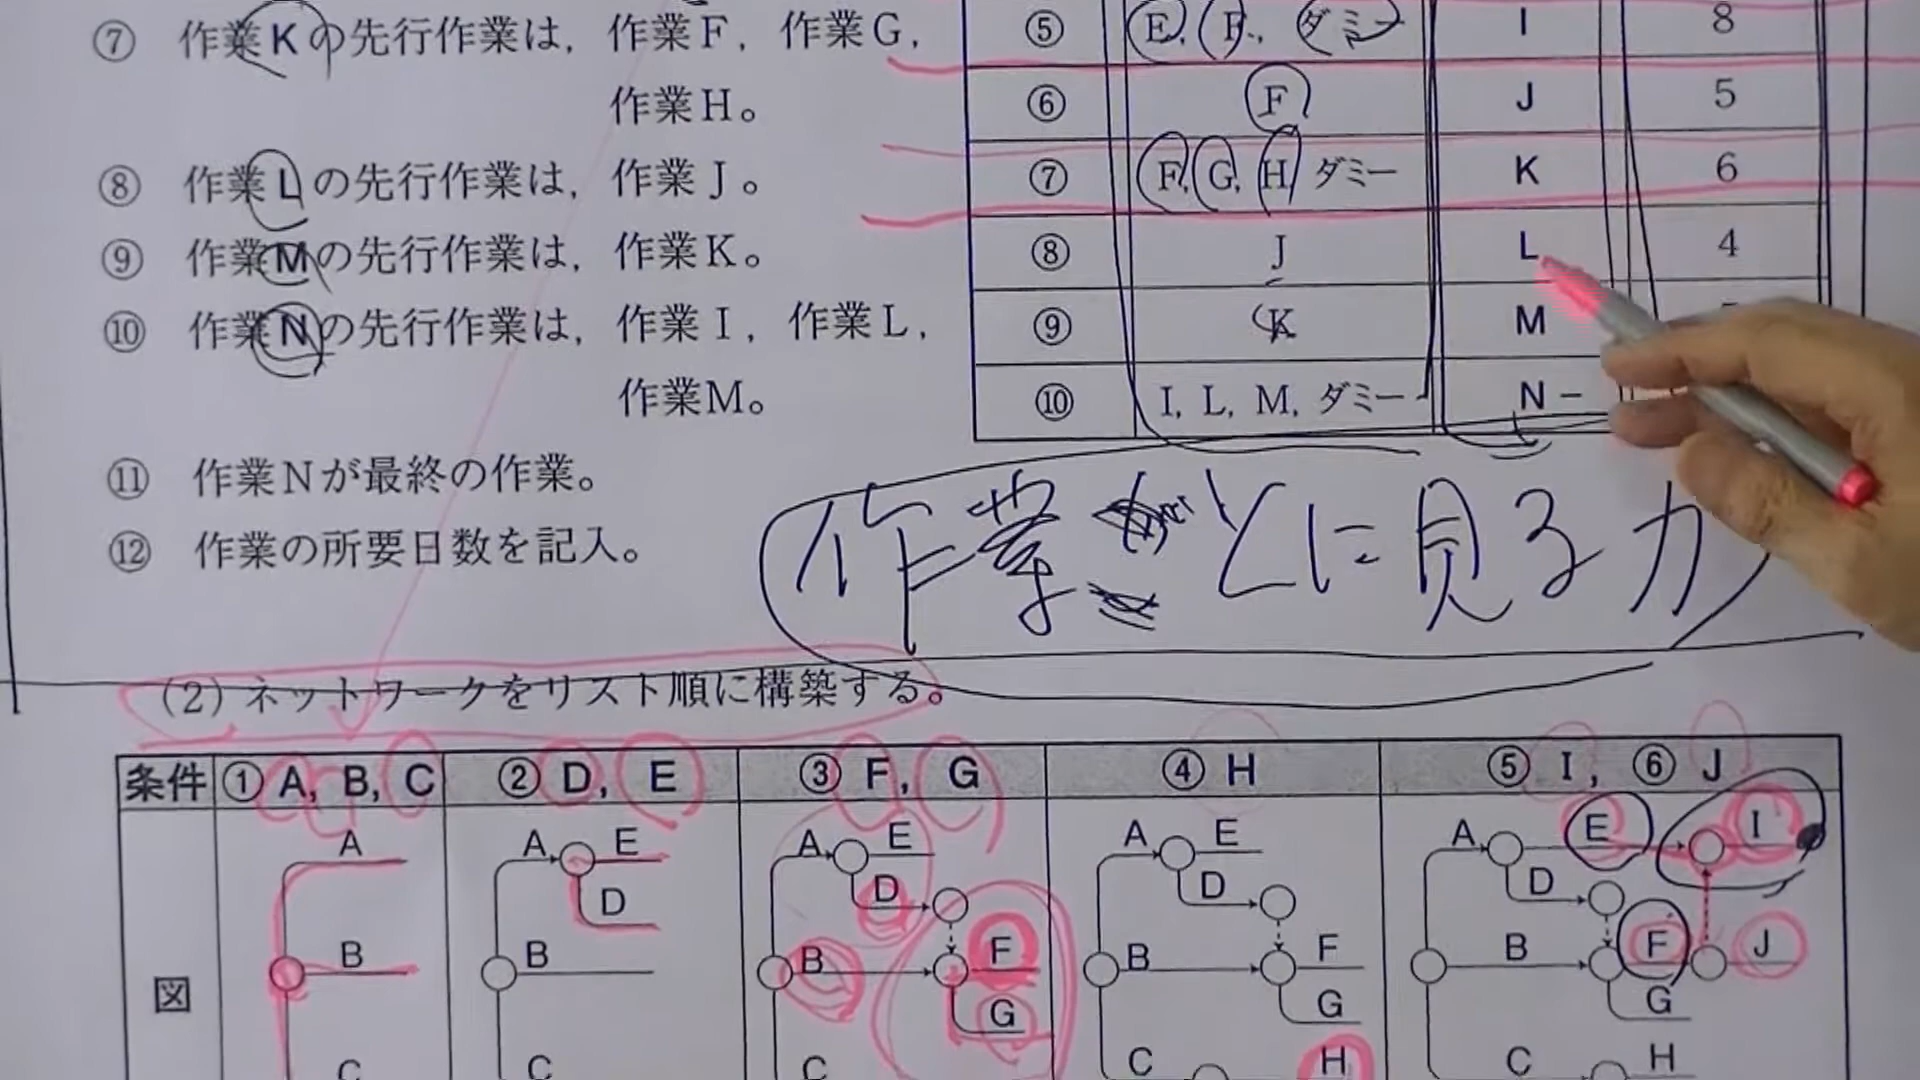 ⑦ 作業Kの先行作業は，作業F，作業G，
作業H。
⑧ 作業Lの先行作業は，作業J。
⑨ 作業Mの先行作業は，作業K。
⑩ 作業Nの先行作業は，作業I，作業L，
作業M。
⑪ 作業Nが最終の作業。
⑫ 作業の所要日数を記入。
⑤ E, F, ダミー I 8
⑥ F J 5
⑦ F, G, H ダミー K 6
⑧ J L 4
⑨ K M
⑩ I, L, M, ダミー N
作業ごとに見る力
(2) ネットワークをリスト順に構築する。
条件 ① A, B, C ② D, E ③ F, G ④ H ⑤ I, ⑥ J
図
A
B
C
A E
D
B
C
A E
D
B F
G
C
A E
D
B F
G
C H
A E I
D
B F J
G
C H